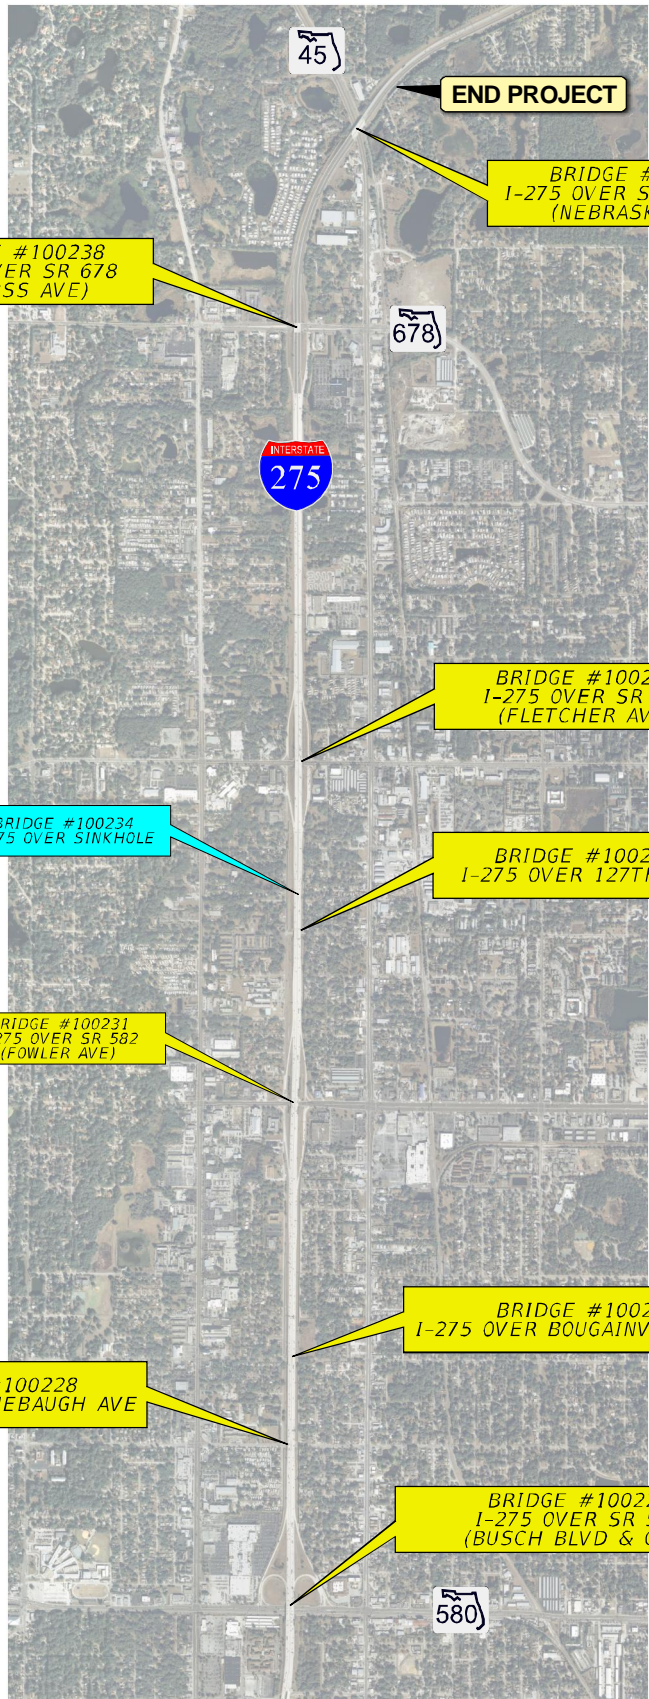 45
END PROJECT
BRIDGE #
I-275 OVER S
(NEBRASK
#100238
VER SR 678
SS AVE)
678
INTERSTATE
275
BRIDGE #1002
I-275 OVER SR
(FLETCHER AV
BRIDGE #100234
75 OVER SINKHOLE
BRIDGE #1002
I-275 OVER 127TH
RIDGE #100231
275 OVER SR 582
(FOWLER AVE)
BRIDGE #1002
I-275 OVER BOUGAINV
100228
NEBAUGH AVE
BRIDGE #1002
I-275 OVER SR
(BUSCH BLVD &
580